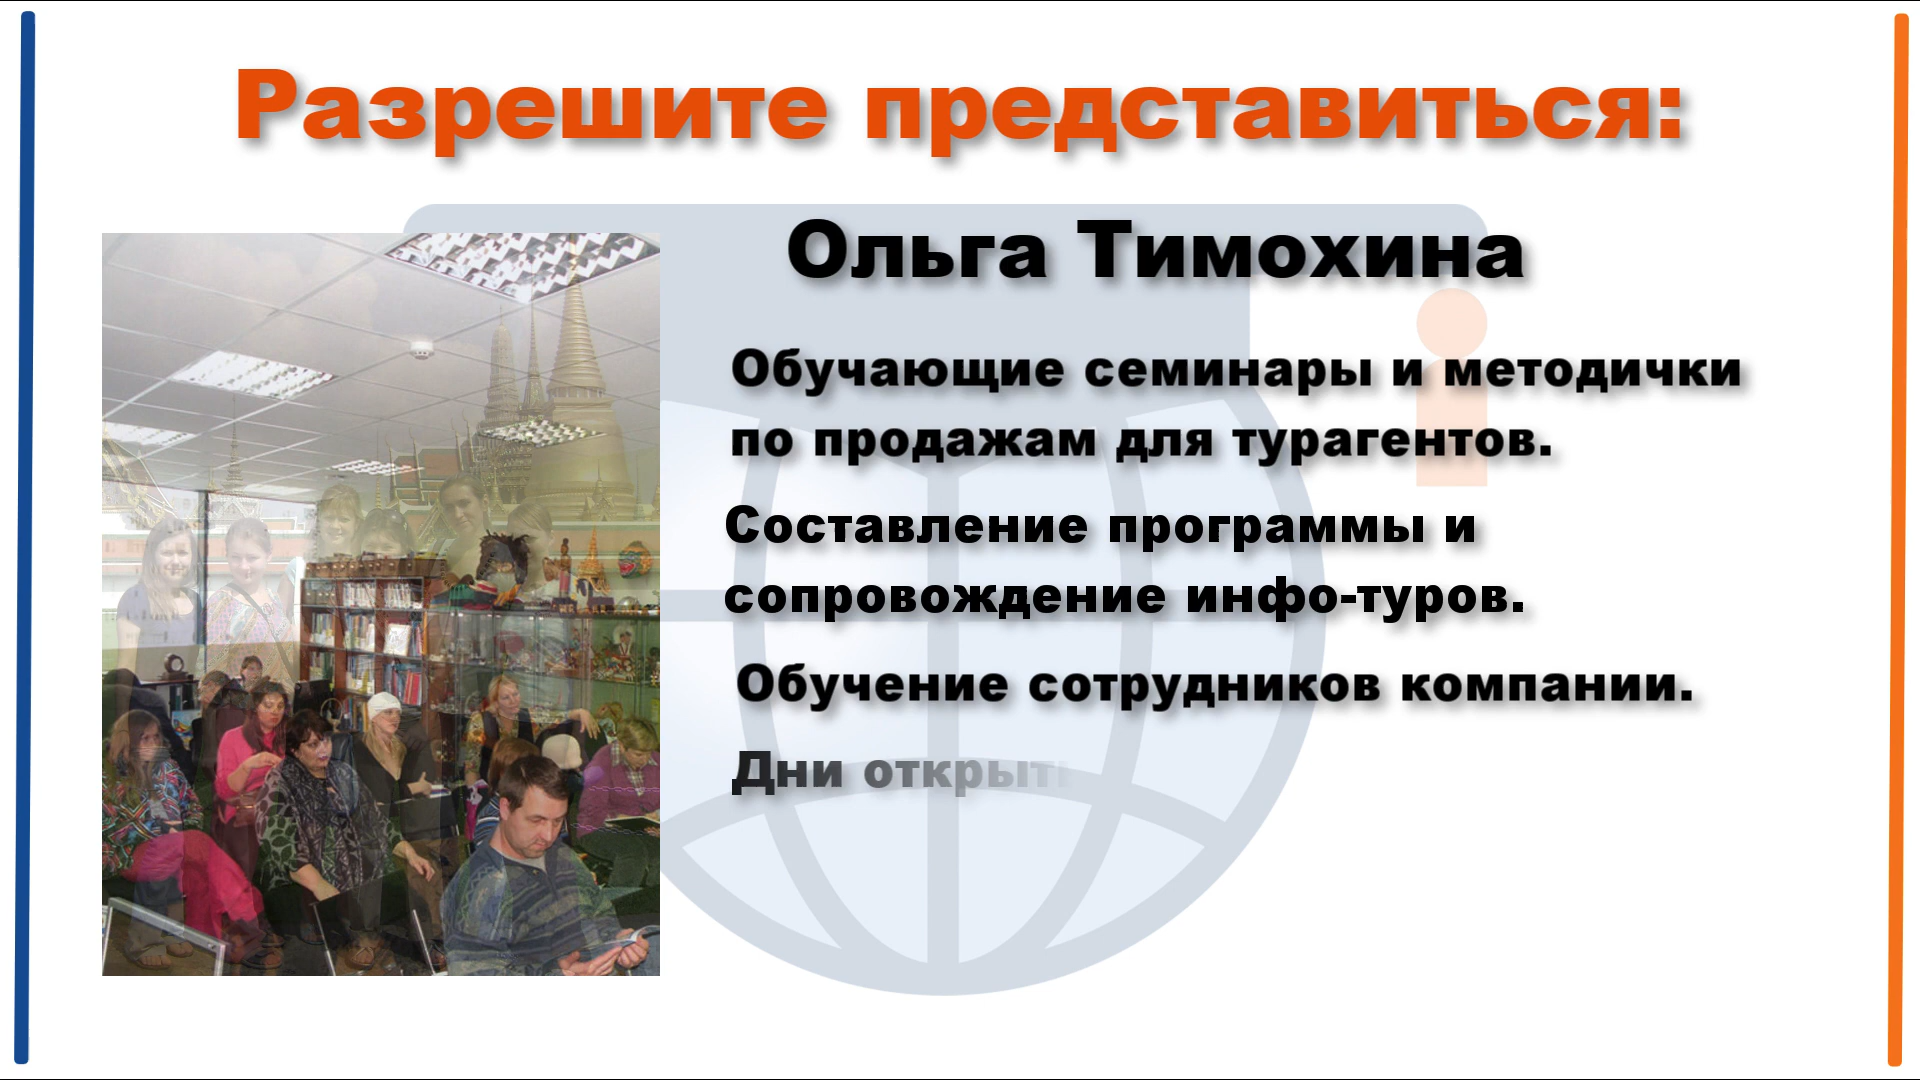 Разрешите представиться:
Ольга Тимохина
Обучающие семинары и методички
по продажам для турагентов.
Составление программы и
сопровождение инфо-туров.
Обучение сотрудников компании.
Дни